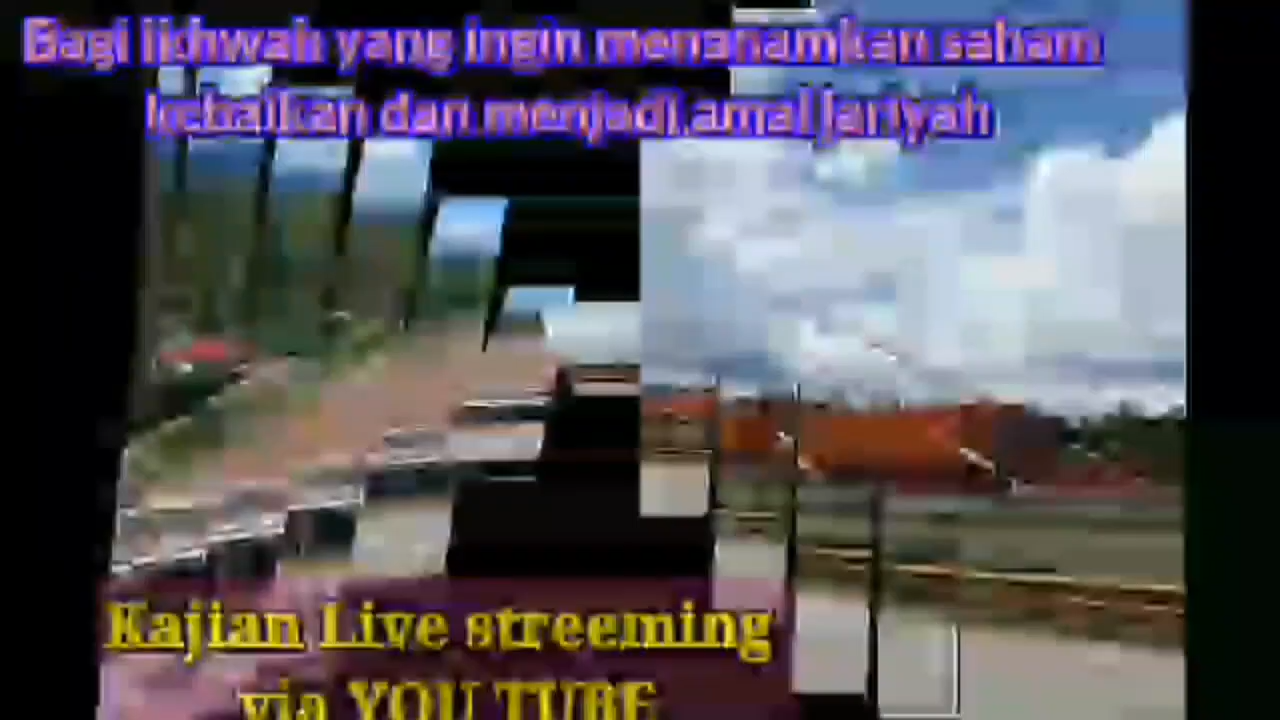 Bagi ikhwah yang ingin menanamkan saham
kebaikan dan menjadi amal jariyah
Kajian Live streeming
via YOU TUBE